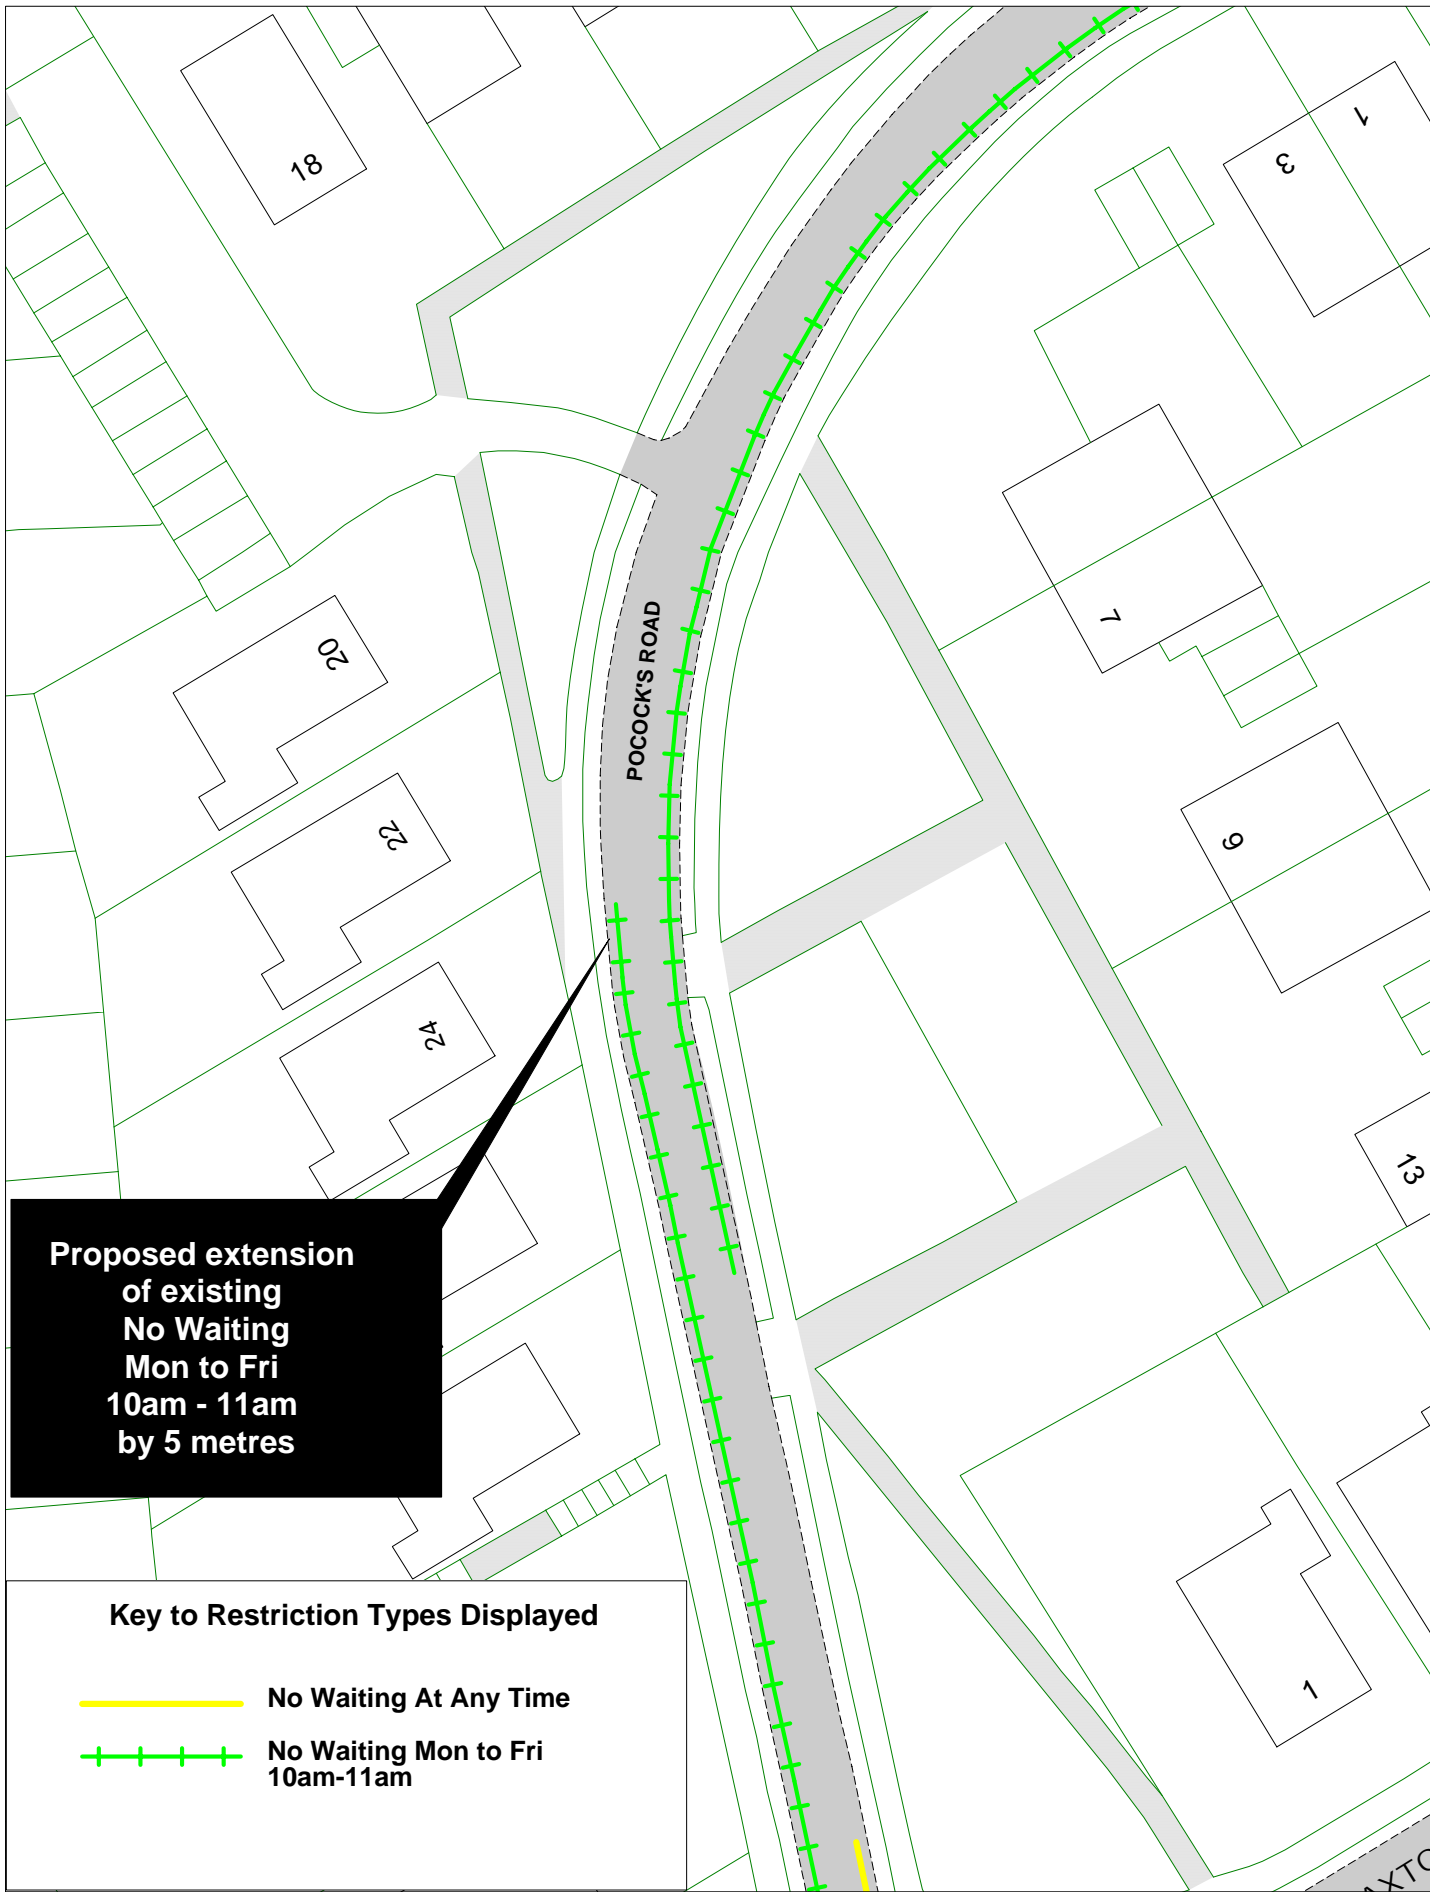 18
1
3
20
7
POCOCK'S ROAD
22
9
24
13
Proposed extension
of existing
No Waiting
Mon to Fri
10am - 11am
by 5 metres
Key to Restriction Types Displayed
No Waiting At Any Time
No Waiting Mon to Fri
10am-11am
1